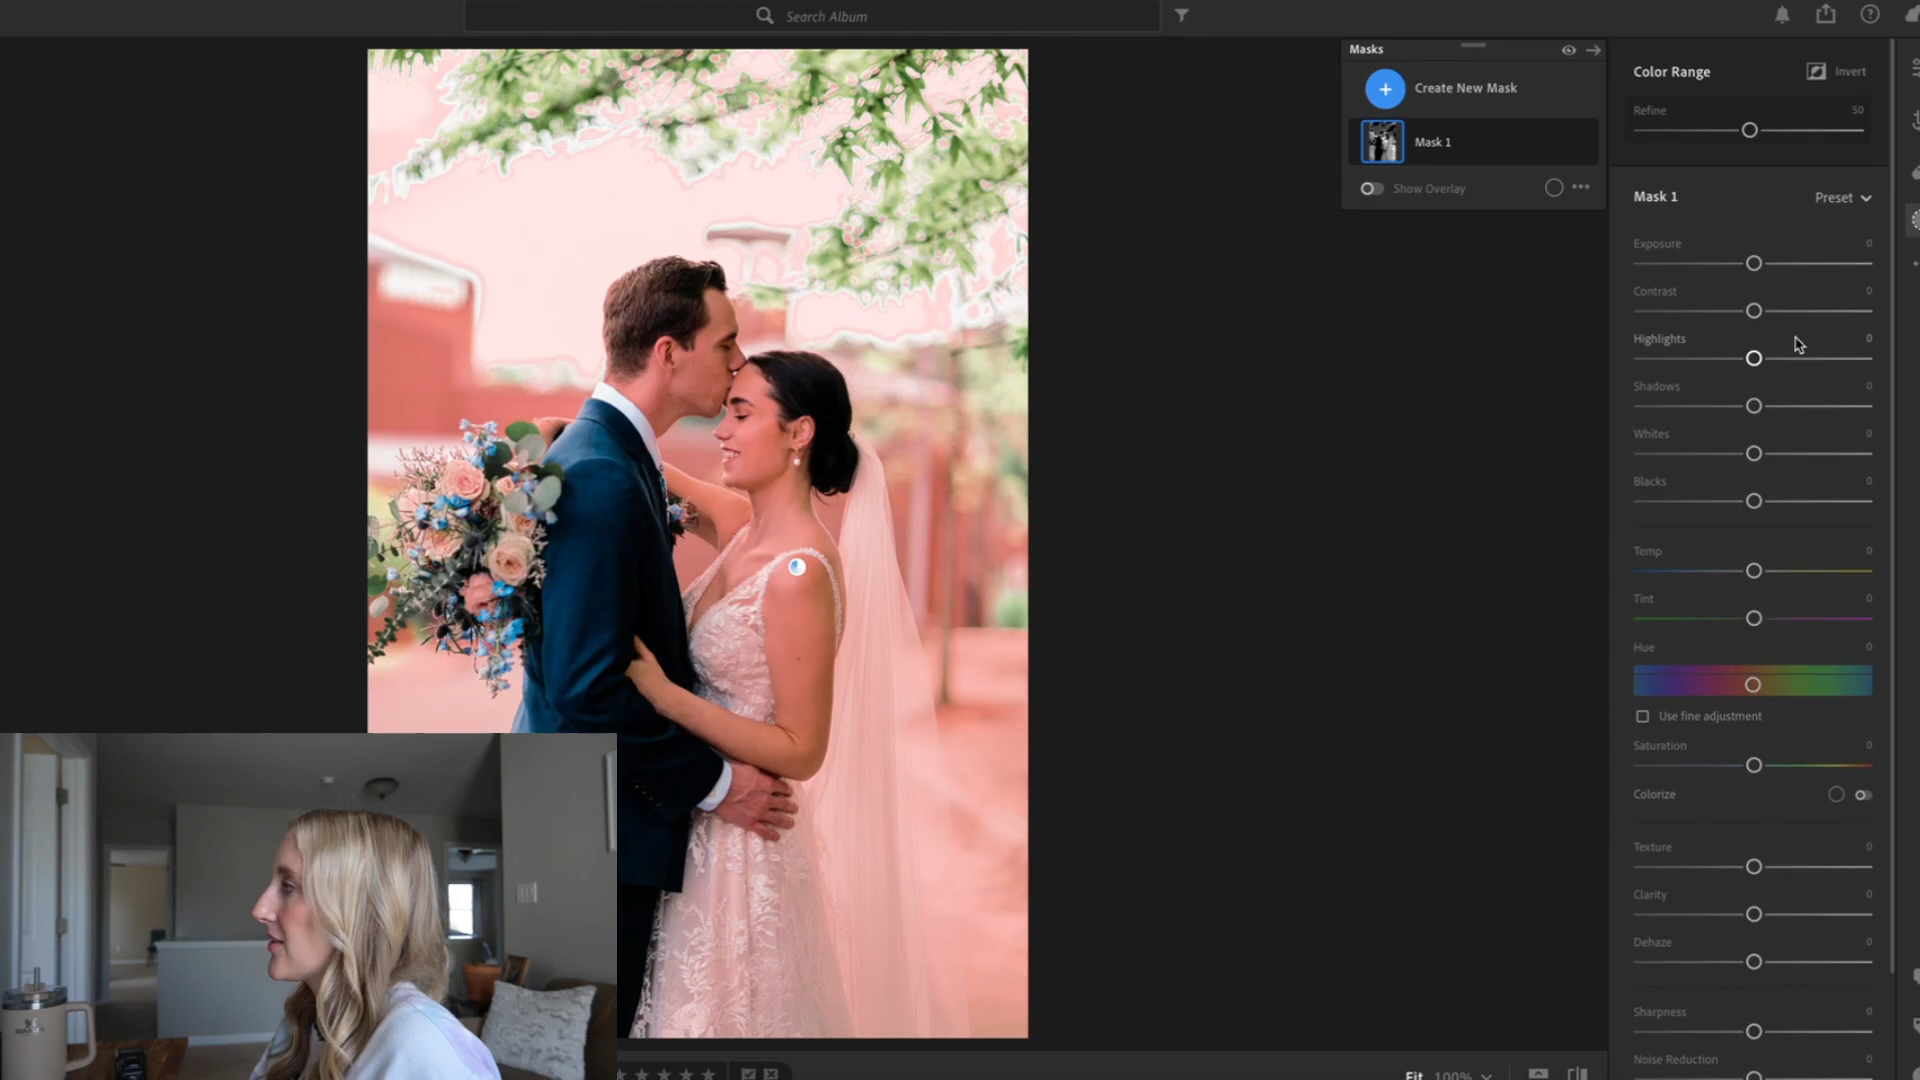 Search Album
Masks
Create New Mask
Mask 1
Show Overlay
Color Range
Invert
Refine 50
Mask 1
Preset
Exposure 0
Contrast 0
Highlights 0
Shadows 0
Whites 0
Blacks 0
Temp 0
Tint 0
Hue 0
Use fine adjustment
Saturation 0
Colorize
Texture 0
Clarity 0
Dehaze 0
Sharpness 0
Noise Reduction 0
Fit 100%